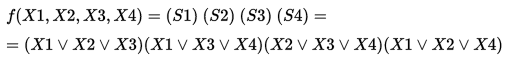 f(X1, X2, X3, X4) = (S1) (S2) (S3) (S4) =
= (X1 ∨ X2 ∨ X3)(X1 ∨ X3 ∨ X4)(X2 ∨ X3 ∨ X4)(X1 ∨ X2 ∨ X4)